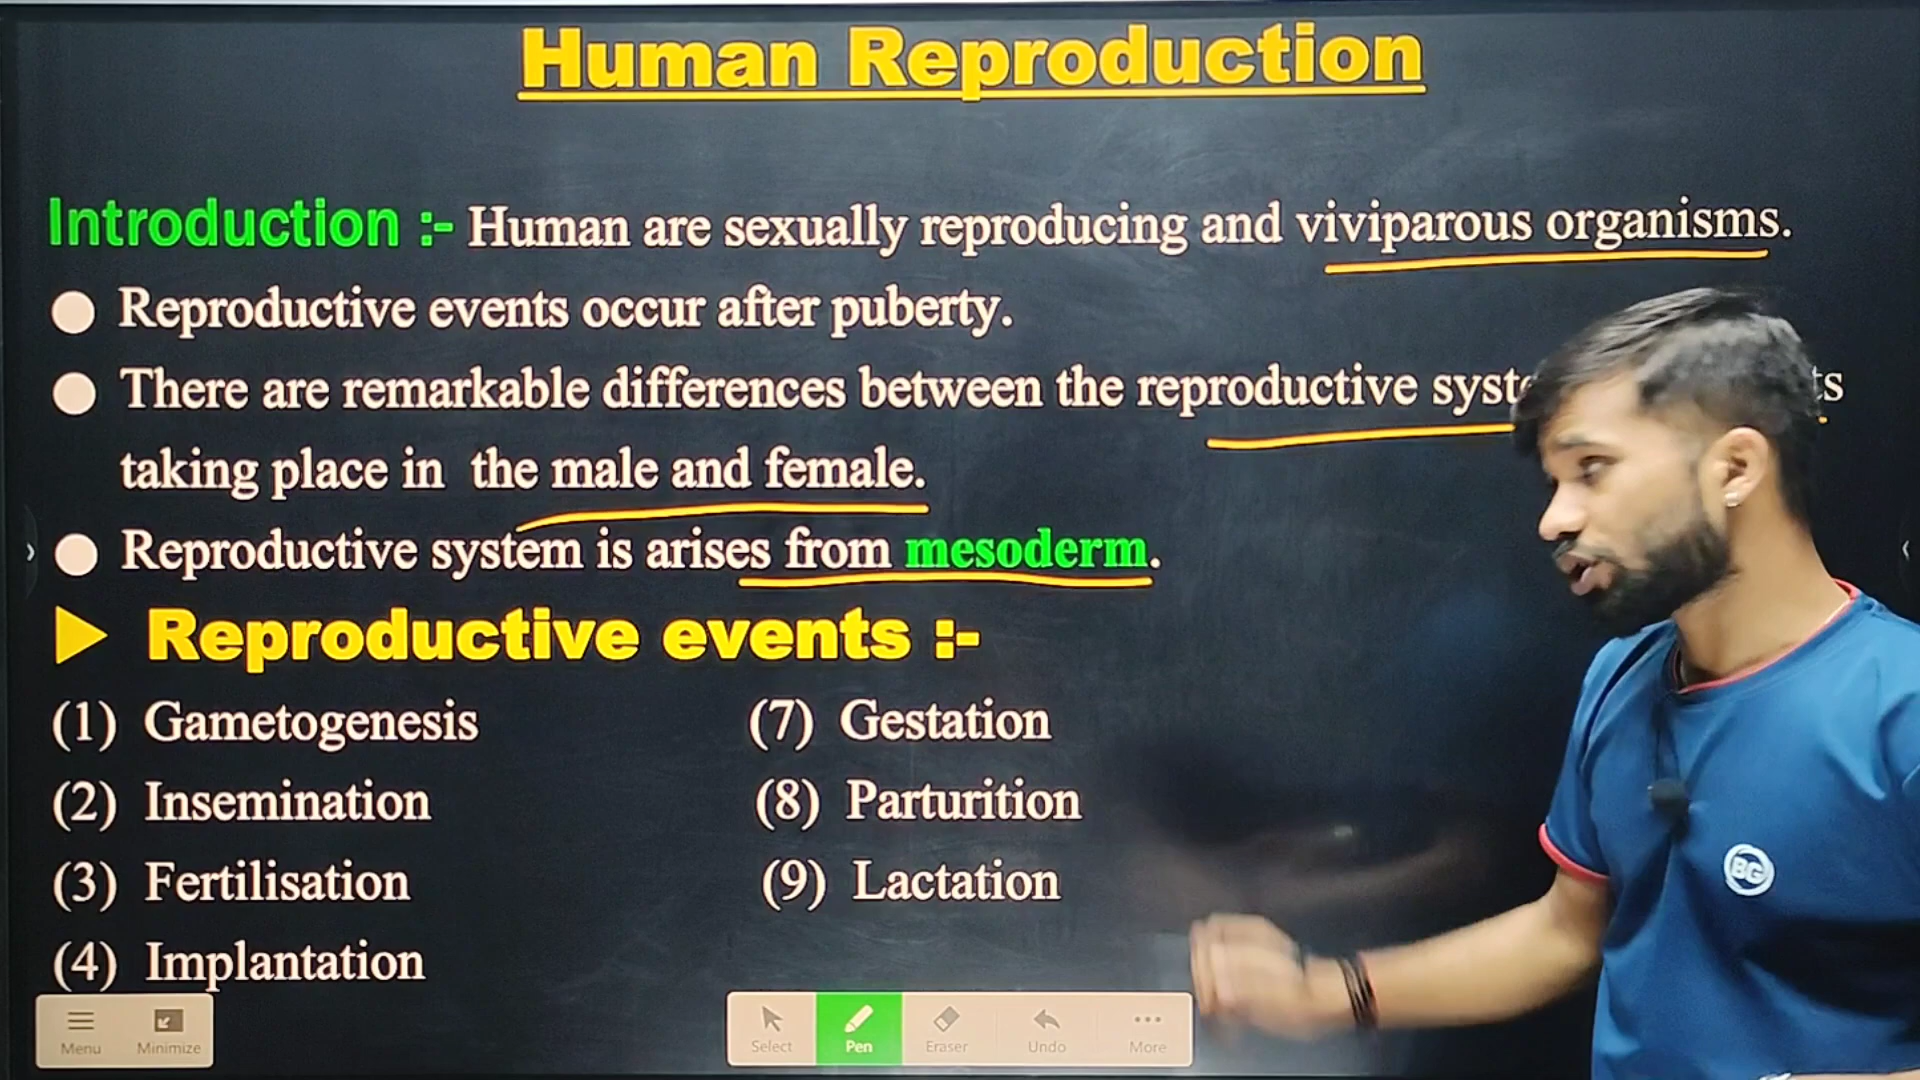 Human Reproduction
Introduction :- Human are sexually reproducing and viviparous organisms.
Reproductive events occur after puberty.
There are remarkable differences between the reproductive
taking place in the male and female.
Reproductive system is arises from mesoderm.
Reproductive events :-
(1) Gametogenesis
(2) Insemination
(3) Fertilisation
(4) Implantation
(7) Gestation
(8) Parturition
(9) Lactation
BG
Menu Minimize Select Pen Eraser Undo More